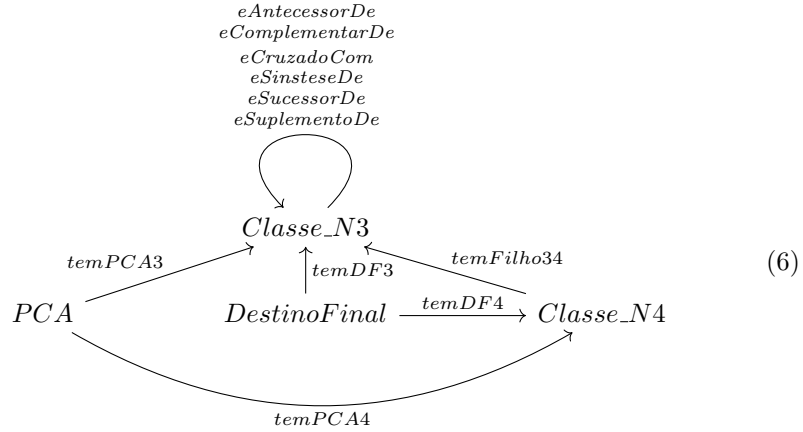 eAntecessorDe
eComplementarDe
eCruzadoCom
eSinsteseDe
eSucessorDe
eSuplementoDe
Classe_N3
temPCA3
temDF3
temFilho34
(6)
PCA
DestinoFinal
temDF4
Classe_N4
temPCA4